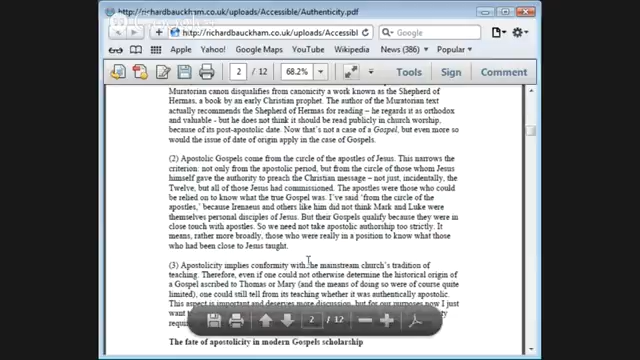 http://richardbauckham.co.uk/uploads/Accessible/Authenticity.pdf
http://richardbauckham.co.uk/uploads/Accessibl
Google
Apple Yahoo! Google Maps YouTube Wikipedia News (386) Popular
2 / 12 68.2% Tools Sign Comment
Muratorian canon disqualifies from canonicity a work known as the Shepherd of
Hermas, a book by an early Christian prophet. The author of the Muratorian text
actually recommends the Shepherd of Hermas for reading – he regards it as orthodox
and valuable - but he does not think it should be read publicly in church worship,
because of its post-apostolic date. Now that's not a case of a Gospel, but even more so
would the issue of date of origin apply in the case of Gospels.
(2) Apostolic Gospels come from the circle of the apostles of Jesus. This narrows the
criterion: not only from the apostolic period, but from the circle of those whom Jesus
himself gave the authority to preach the Christian message – not just, incidentally, the
Twelve, but all of those Jesus had commissioned. The apostles were those who could
be relied on to know what the true Gospel was. I've said 'from the circle of the
apostles,' because Irenaeus and others like him did not think Mark and Luke were
themselves personal disciples of Jesus. But their Gospels qualify because they were in
close touch with apostles. So we need not take apostolic authorship too strictly. It
means, rather more broadly, those who were really in a position to know what those
who had been close to Jesus taught.
(3) Apostolicity implies conformity with the mainstream church's tradition of
teaching. Therefore, even if one could not otherwise determine the historical origin of
a Gospel ascribed to Thomas or Mary (and the means of doing so were of course quite
limited), one could still tell from its teaching whether it was authentically apostolic.
This aspect is important and deserves more discussion, but for our purposes now I just
want
requi
2 / 12
The fate of apostolicity in modern Gospels scholarship